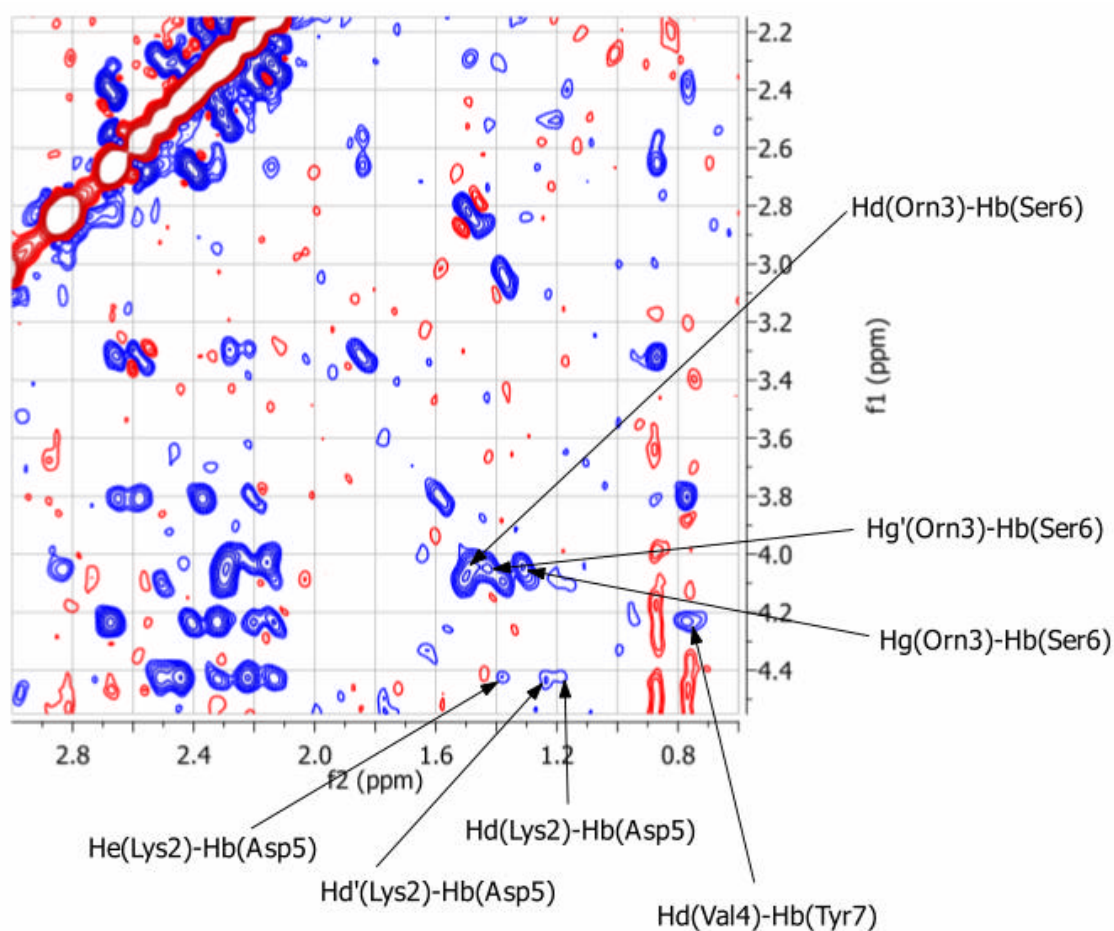 2.2
2.4
2.6
2.8
3.0
3.2
3.4
3.6
3.8
4.0
4.2
4.4
f1 (ppm)
2.8 2.4 2.0 1.6 1.2 0.8
f2 (ppm)
Hd(Orn3)-Hb(Ser6)
Hg'(Orn3)-Hb(Ser6)
Hg(Orn3)-Hb(Ser6)
He(Lys2)-Hb(Asp5)
Hd(Lys2)-Hb(Asp5)
Hd'(Lys2)-Hb(Asp5)
Hd(Val4)-Hb(Tyr7)